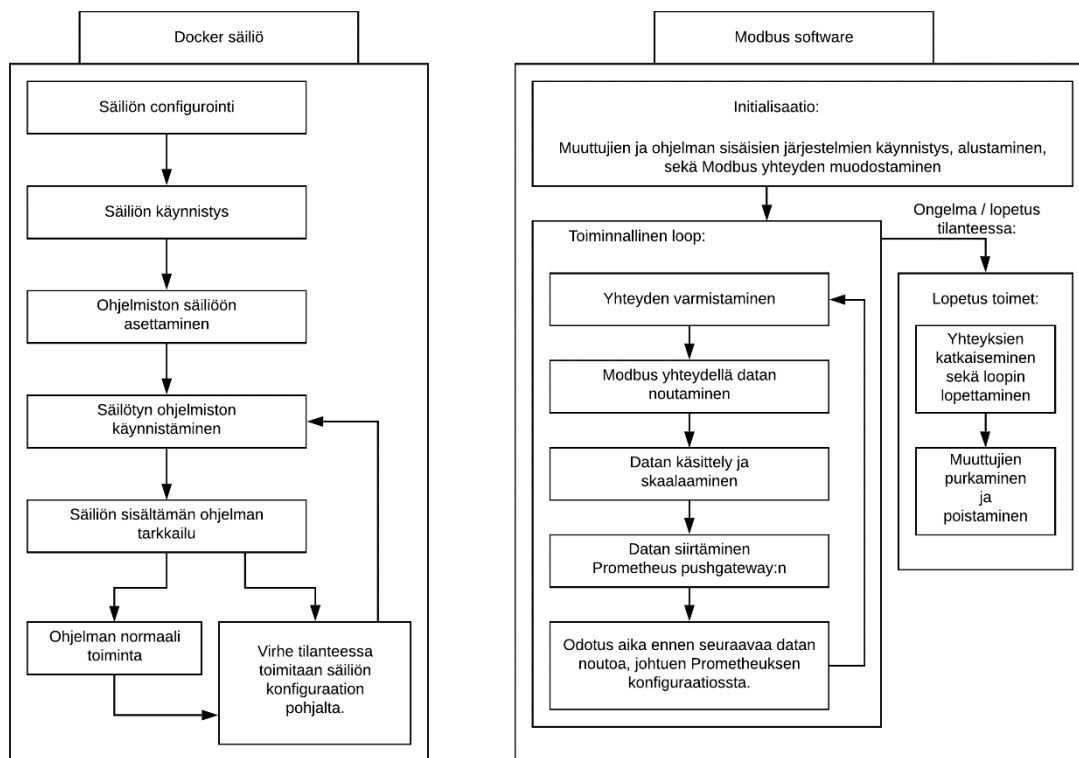 Docker säiliö
Säiliön configurointi
Säiliön käynnistys
Ohjelmiston säiliöön
asettaminen
Säilötyn ohjelmiston
käynnistäminen
Säiliön sisältämän ohjelman
tarkkailu
Ohjelman normaali
toiminta
Virhe tilanteessa
toimitaan säiliön
konfiguraation
pohjalta.
Modbus software
Initialisaatio:
Muuttujien ja ohjelman sisäisien järjestelmien käynnistys, alustaminen,
sekä Modbus yhteyden muodostaminen
Toiminnallinen loop:
Yhteyden varmistaminen
Modbus yhteydellä datan
noutaminen
Datan käsittely ja
skaalaaminen
Datan siirtäminen
Prometheus pushgateway:n
Odotus aika ennen seuraavaa datan
noutoa, johtuen Prometheuksen
konfiguraatiossta.
Ongelma / lopetus
tilanteessa:
Lopetus toimet:
Yhteyksien
katkaiseminen
sekä loopin
lopettaminen
Muuttujien
purkaminen
ja
poistaminen